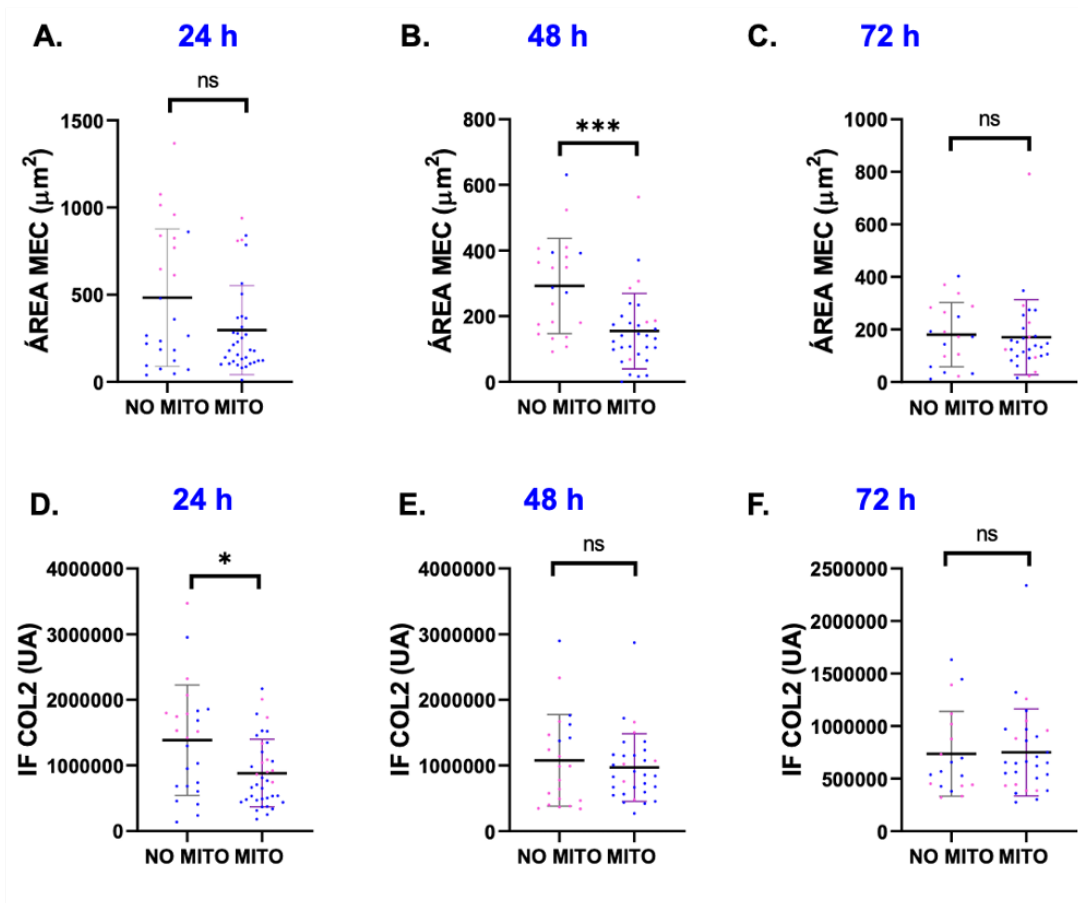 A. 24 h
ns
ÁREA MEC (μm²)
1500
1000
500
0
NO MITO MITO
B. 48 h
***
ÁREA MEC (μm²)
800
600
400
200
0
NO MITO MITO
C. 72 h
ns
ÁREA MEC (μm²)
1000
800
600
400
200
0
NO MITO MITO
D. 24 h
*
IF COL2 (UA)
4000000
3000000
2000000
1000000
0
NO MITO MITO
E. 48 h
ns
IF COL2 (UA)
4000000
3000000
2000000
1000000
0
NO MITO MITO
F. 72 h
ns
IF COL2 (UA)
2500000
2000000
1500000
1000000
500000
0
NO MITO MITO